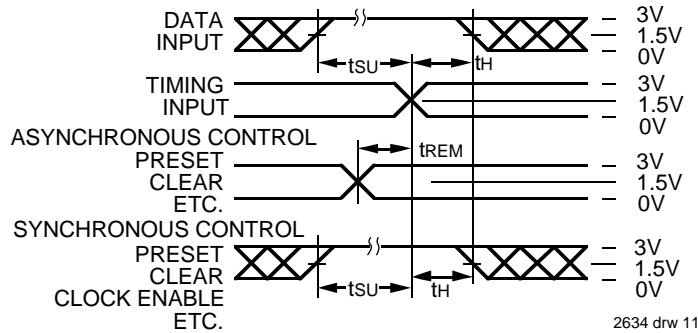 DATA
INPUT
3V
1.5V
0V
tSU
tH
TIMING
INPUT
3V
1.5V
0V
ASYNCHRONOUS CONTROL
PRESET
CLEAR
ETC.
tREM
3V
1.5V
0V
SYNCHRONOUS CONTROL
PRESET
CLEAR
CLOCK ENABLE
ETC.
tSU
tH
3V
1.5V
0V
2634 drw 11